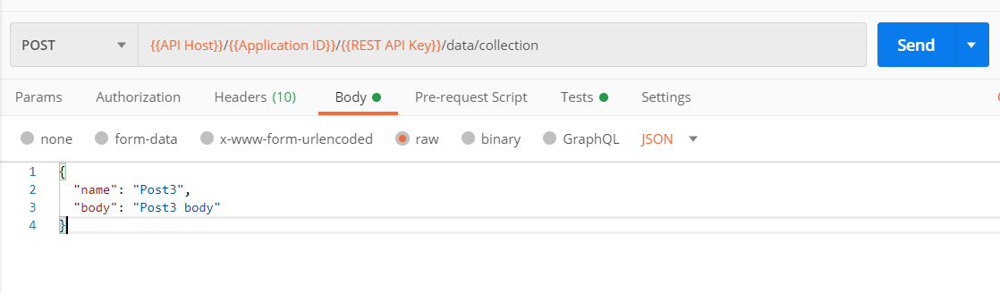 POST {{API Host}}/{{Application ID}}/{{REST API Key}}/data/collection Send
Params Authorization Headers (10) Body Pre-request Script Tests Settings
none form-data x-www-form-urlencoded raw binary GraphQL JSON
1 {
2 "name": "Post3",
3 "body": "Post3 body"
4 }